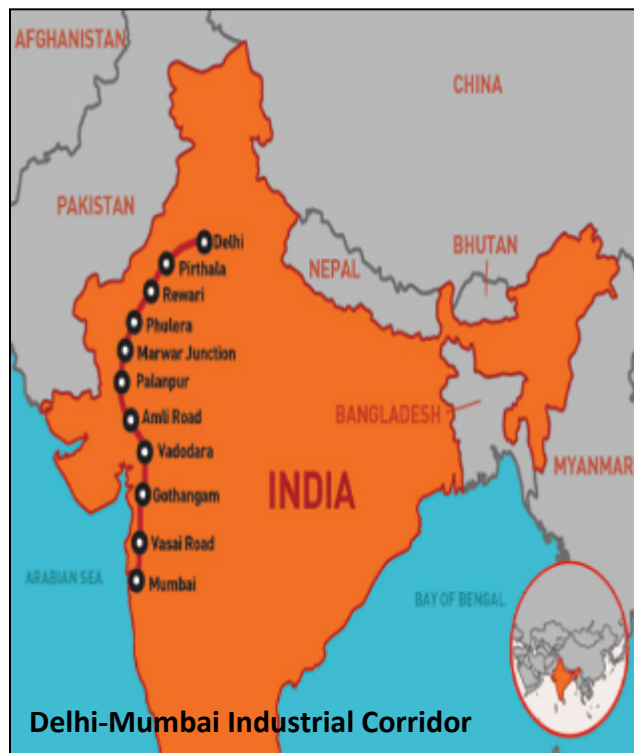 AFGHANISTAN
CHINA
PAKISTAN
Delhi
BHUTAN
Pirthala
NEPAL
Rewari
Phulera
Marwar Junction
Palanpur
BANGLADESH
Amli Road
Vadodara
MYANMAR
INDIA
Gothangam
Vasai Road
ARABIAN SEA
Mumbai
BAY OF BENGAL
Delhi-Mumbai Industrial Corridor